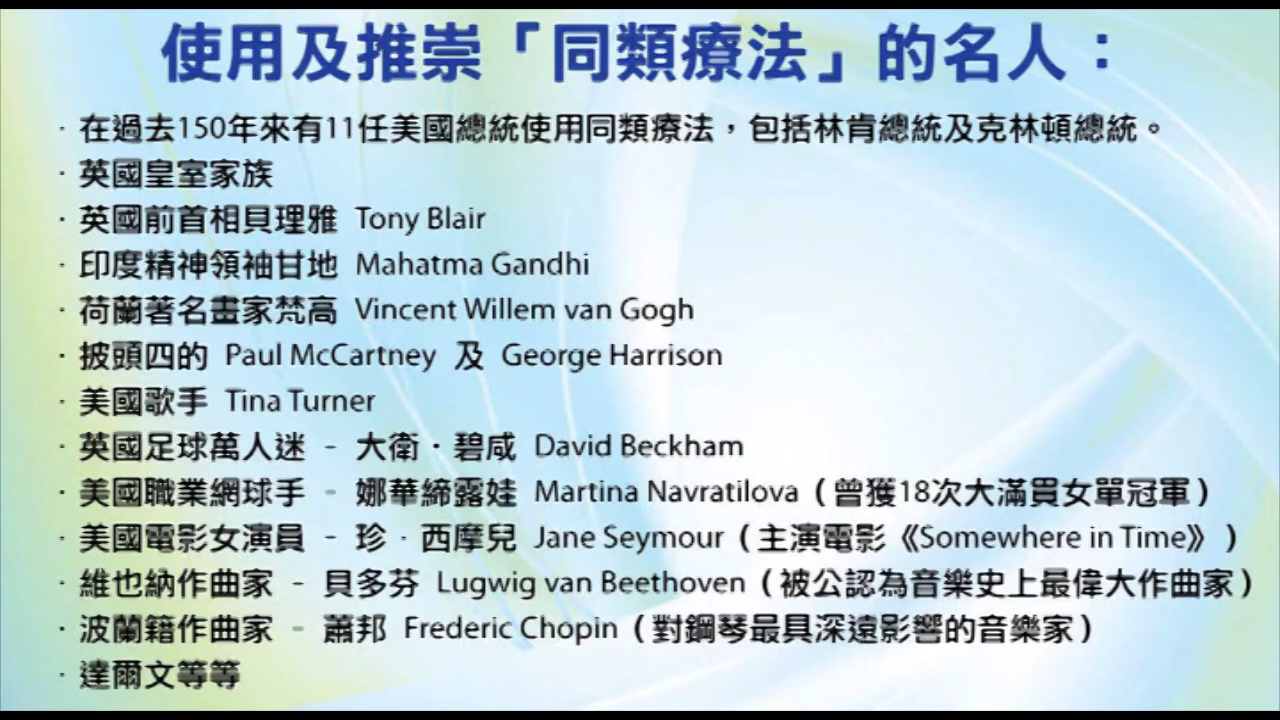 使用及推崇「同類療法」的名人：
· 在過去150年來有11任美國總統使用同類療法，包括林肯總統及克林頓總統。
· 英國皇室家族
· 英國前首相貝理雅 Tony Blair
· 印度精神領袖甘地 Mahatma Gandhi
· 荷蘭著名畫家梵高 Vincent Willem van Gogh
· 披頭四的 Paul McCartney 及 George Harrison
· 美國歌手 Tina Turner
· 英國足球萬人迷 - 大衛·碧咸 David Beckham
· 美國職業網球手 - 娜華締露娃 Martina Navratilova（曾獲18次大滿貫女單冠軍）
· 美國電影女演員 - 珍·西摩兒 Jane Seymour（主演電影《Somewhere in Time》）
· 維也納作曲家 - 貝多芬 Lugwig van Beethoven（被公認為音樂史上最偉大作曲家）
· 波蘭籍作曲家 - 蕭邦 Frederic Chopin（對鋼琴最具深遠影響的音樂家）
· 達爾文等等